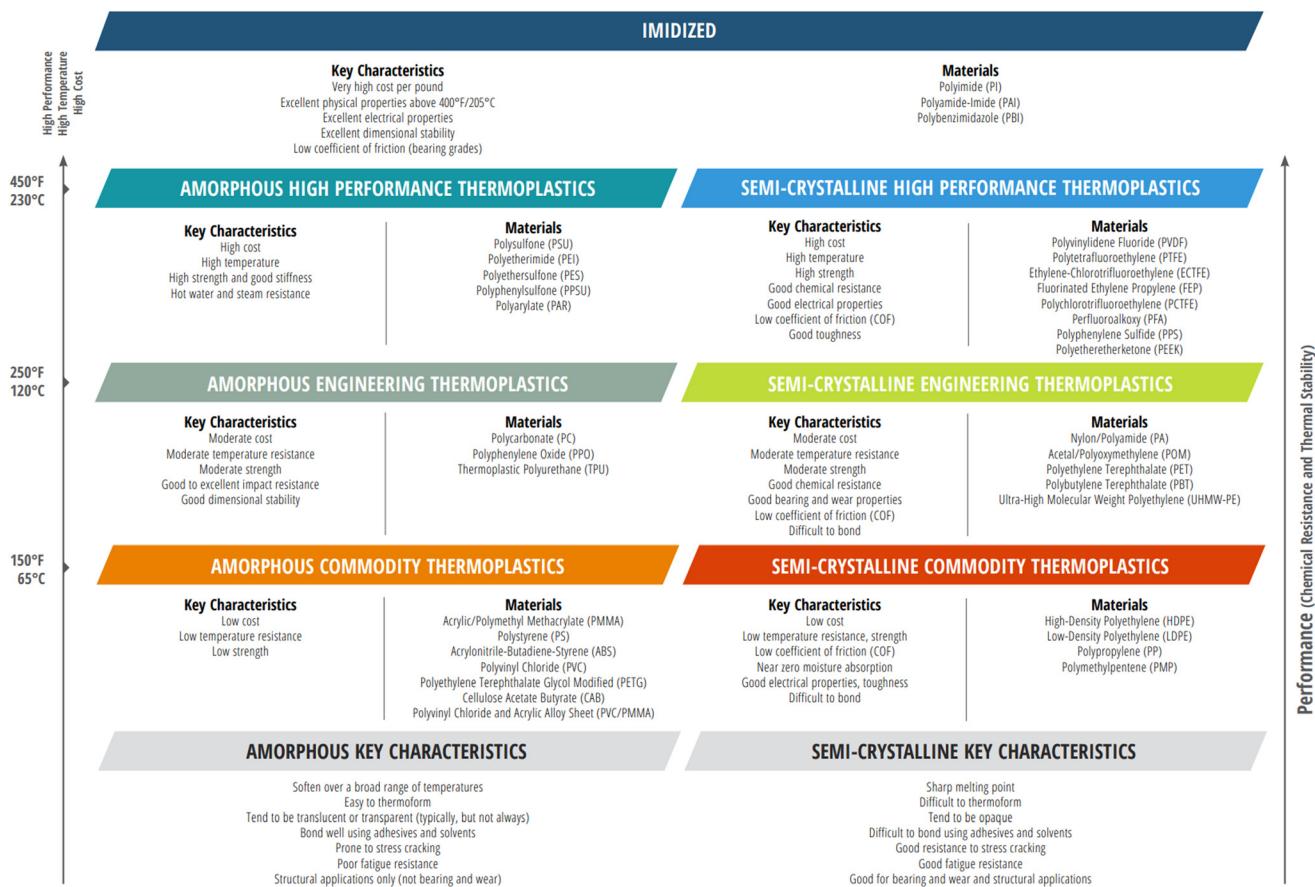 IMIDIZED
High Performance
High Temperature
High Cost
Key Characteristics
Very high cost per pound
Excellent physical properties above 400°F/205°C
Excellent electrical properties
Excellent dimensional stability
Low coefficient of friction (bearing grades)
Materials
Polyimide (PI)
Polyamide-Imide (PAI)
Polybenzimidazole (PBI)
450°F
230°C
AMORPHOUS HIGH PERFORMANCE THERMOPLASTICS
Key Characteristics
High cost
High temperature
High strength and good stiffness
Hot water and steam resistance
Materials
Polysulfone (PSU)
Polyetherimide (PEI)
Polyethersulfone (PES)
Polyphenylsulfone (PPSU)
Polyarylate (PAR)
SEMI-CRYSTALLINE HIGH PERFORMANCE THERMOPLASTICS
Key Characteristics
High cost
High temperature
High strength
Good chemical resistance
Good electrical properties
Low coefficient of friction (COF)
Good toughness
Materials
Polyvinylidene Fluoride (PVDF)
Polytetrafluoroethylene (PTFE)
Ethylene-Chlorotrifluoroethylene (ECTFE)
Fluorinated Ethylene Propylene (FEP)
Polychlorotrifluoroethylene (PCTFE)
Perfluoroalkoxy (PFA)
Polyphenylene Sulfide (PPS)
Polyetheretherketone (PEEK)
250°F
120°C
AMORPHOUS ENGINEERING THERMOPLASTICS
Key Characteristics
Moderate cost
Moderate temperature resistance
Moderate strength
Good to excellent impact resistance
Good dimensional stability
Materials
Polycarbonate (PC)
Polyphenylene Oxide (PPO)
Thermoplastic Polyurethane (TPU)
SEMI-CRYSTALLINE ENGINEERING THERMOPLASTICS
Key Characteristics
Moderate cost
Moderate temperature resistance
Moderate strength
Good chemical resistance
Good bearing and wear properties
Low coefficient of friction (COF)
Difficult to bond
Materials
Nylon/Polyamide (PA)
Acetal/Polyoxymethylene (POM)
Polyethylene Terephthalate (PET)
Polybutylene Terephthalate (PBT)
Ultra-High Molecular Weight Polyethylene (UHMW-PE)
150°F
65°C
AMORPHOUS COMMODITY THERMOPLASTICS
Key Characteristics
Low cost
Low temperature resistance
Low strength
Materials
Acrylic/Polymethyl Methacrylate (PMMA)
Polystyrene (PS)
Acrylonitrile-Butadiene-Styrene (ABS)
Polyvinyl Chloride (PVC)
Polyethylene Terephthalate Glycol Modified (PETG)
Cellulose Acetate Butyrate (CAB)
Polyvinyl Chloride and Acrylic Alloy Sheet (PVC/PMMA)
SEMI-CRYSTALLINE COMMODITY THERMOPLASTICS
Key Characteristics
Low cost
Low temperature resistance, strength
Low coefficient of friction (COF)
Near zero moisture absorption
Good electrical properties, toughness
Difficult to bond
Materials
High-Density Polyethylene (HDPE)
Low-Density Polyethylene (LDPE)
Polypropylene (PP)
Polymethylpentene (PMP)
AMORPHOUS KEY CHARACTERISTICS
Soften over a broad range of temperatures
Easy to thermoform
Tend to be translucent or transparent (typically, but not always)
Bond well using adhesives and solvents
Prone to stress cracking
Poor fatigue resistance
Structural applications only (not bearing and wear)
SEMI-CRYSTALLINE KEY CHARACTERISTICS
Sharp melting point
Difficult to thermoform
Tend to be opaque
Difficult to bond using adhesives and solvents
Good resistance to stress cracking
Good fatigue resistance
Good for bearing and wear and structural applications
Performance (Chemical Resistance and Thermal Stability)